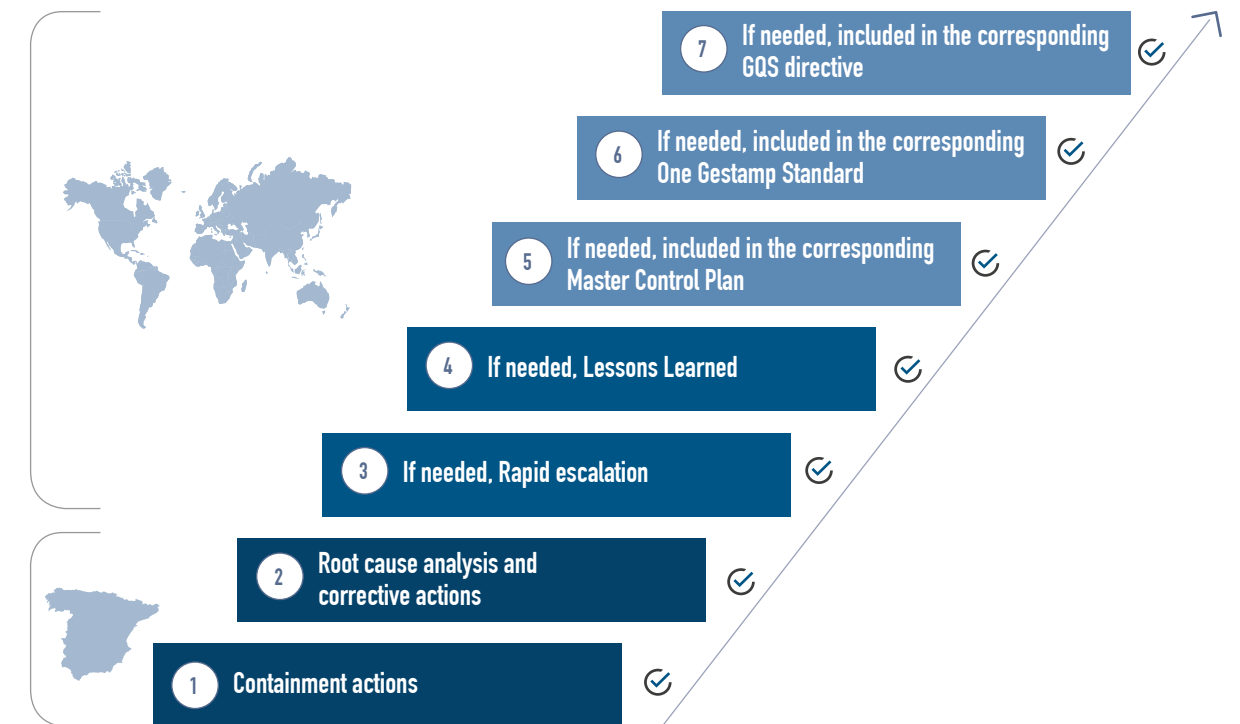 7
If needed, included in the corresponding
GQS directive
6
If needed, included in the corresponding
One Gestamp Standard
5
If needed, included in the corresponding
Master Control Plan
4
If needed, Lessons Learned
3
If needed, Rapid escalation
2
Root cause analysis and
corrective actions
1
Containment actions